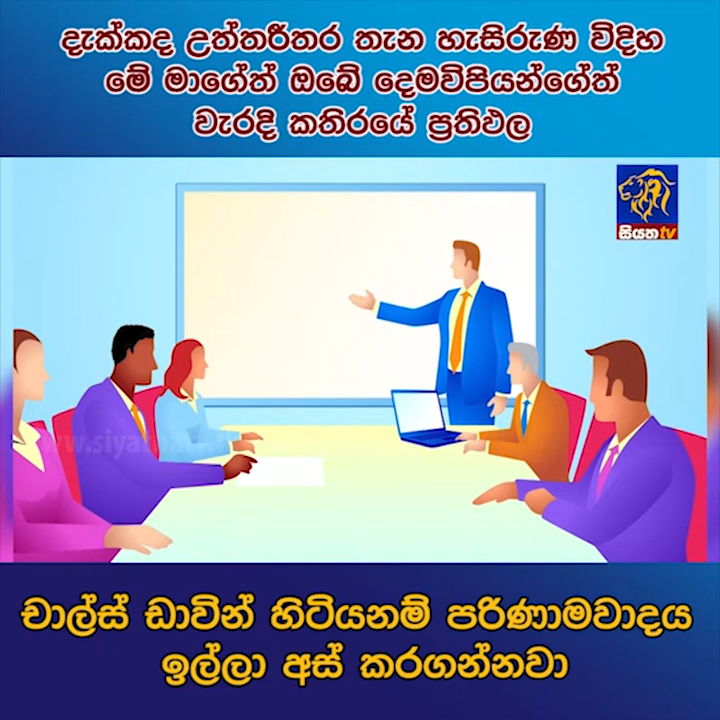 දැක්කද උත්තරීතර තැන හැසිරුණ විදිහ
මේ මාගේත් ඔබේ දෙමවිපියන්ගේත්
වැරදි කතිරයේ ප්‍රතිඵල
සියත tv
චාල්ස් ඩාවින් හිටියනම් පරිණාමවාදය
ඉල්ලා අස් කරගන්නවා